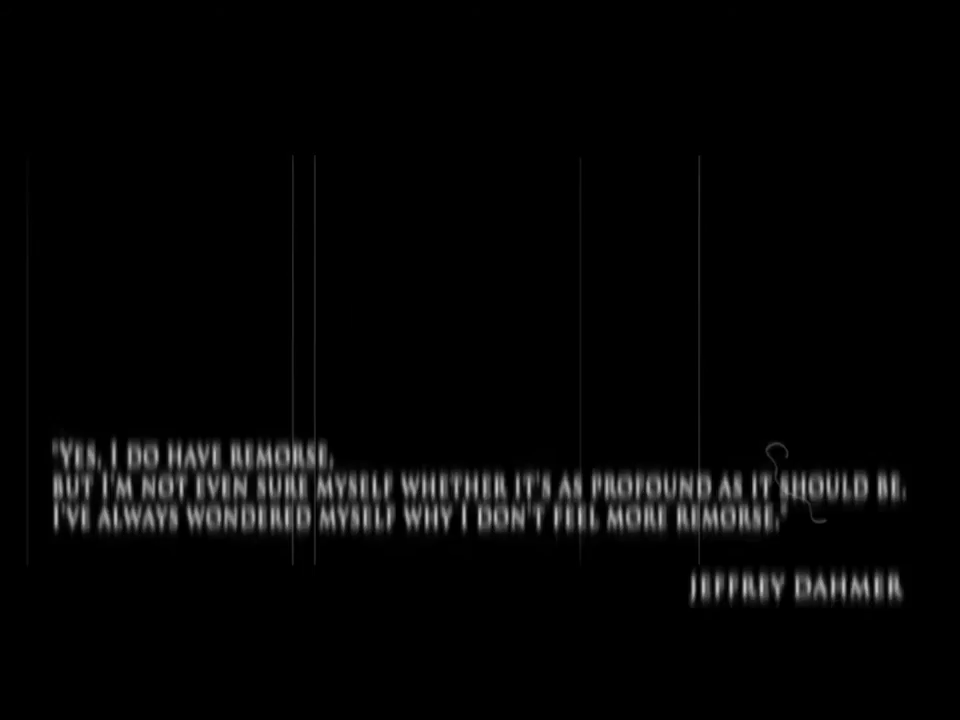 "Yes, I do have remorse,
but I'm not even sure myself whether it's as profound as it should be.
I've always wondered myself why I don't feel more remorse."
Jeffrey Dahmer